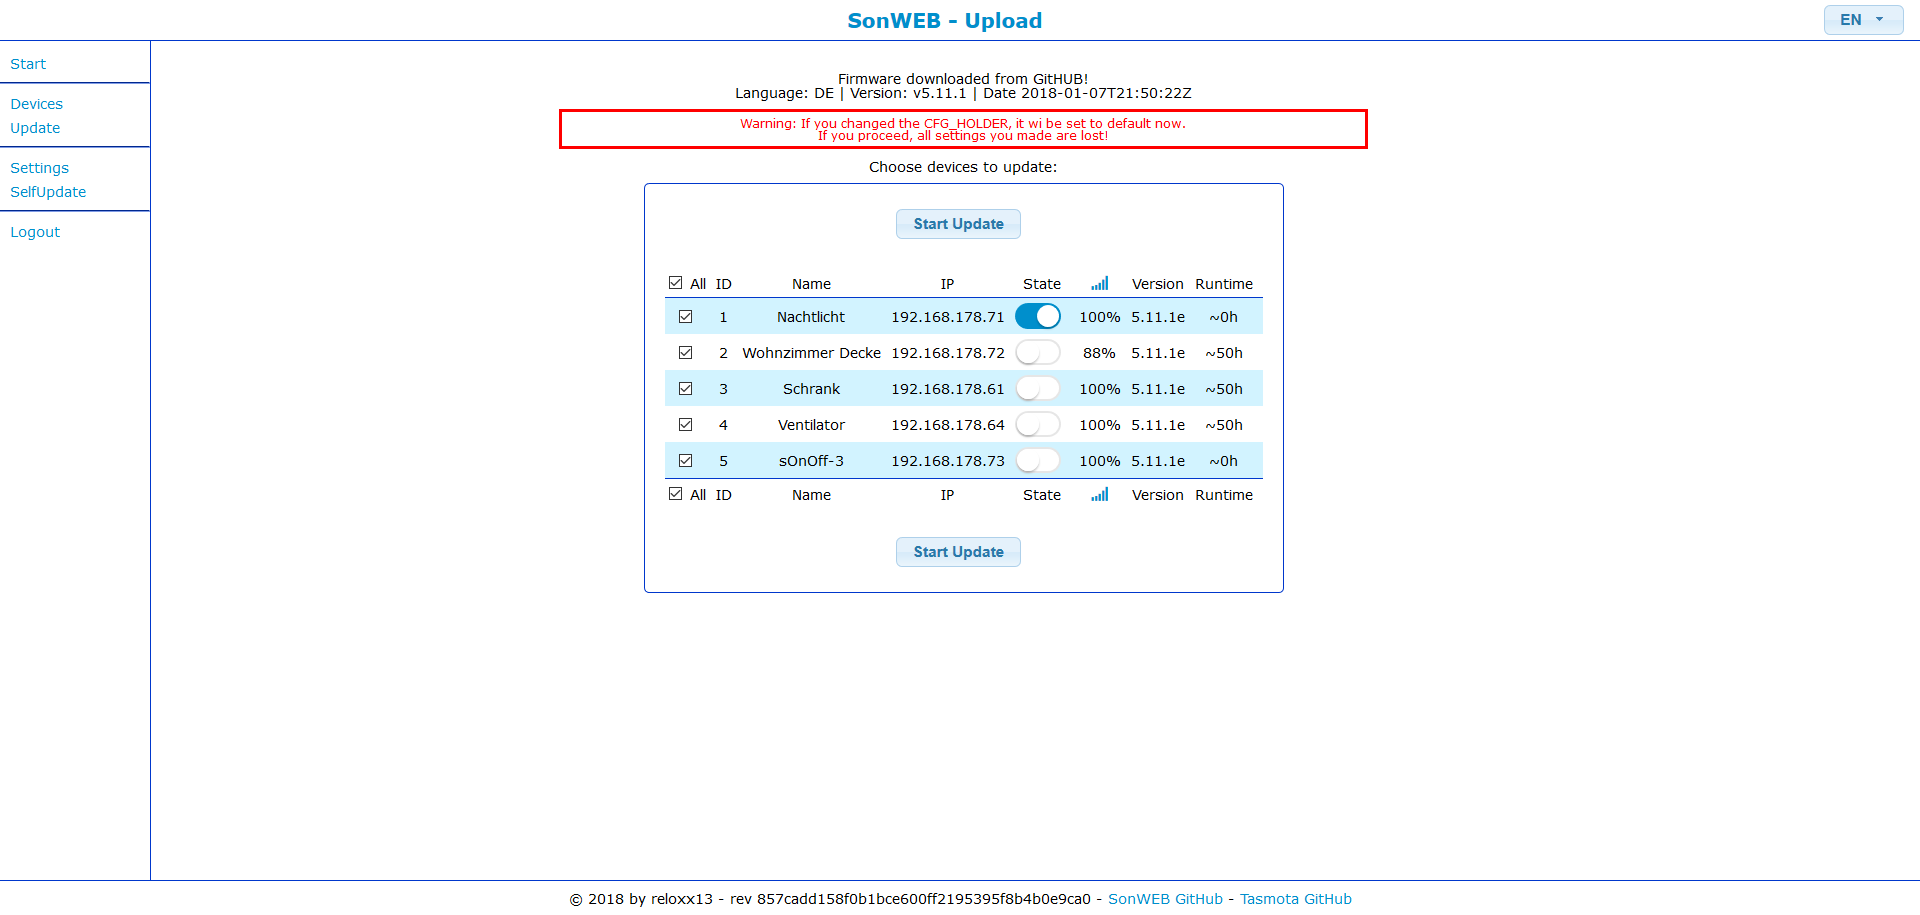 SonWEB - Upload
EN
Start
Devices
Update
Settings
SelfUpdate
Logout
Firmware downloaded from GitHUB!
Language: DE | Version: v5.11.1 | Date 2018-01-07T21:50:22Z
Warning: If you changed the CFG_HOLDER, it wi be set to default now.
If you proceed, all settings you made are lost!
Choose devices to update:
Start Update
All ID Name IP State Version Runtime
1 Nachtlicht 192.168.178.71 100% 5.11.1e ~0h
2 Wohnzimmer Decke 192.168.178.72 88% 5.11.1e ~50h
3 Schrank 192.168.178.61 100% 5.11.1e ~50h
4 Ventilator 192.168.178.64 100% 5.11.1e ~50h
5 sOnOff-3 192.168.178.73 100% 5.11.1e ~0h
All ID Name IP State Version Runtime
Start Update
© 2018 by reloxx13 - rev 857cadd158f0b1bce600ff2195395f8b4b0e9ca0 - SonWEB GitHub - Tasmota GitHub